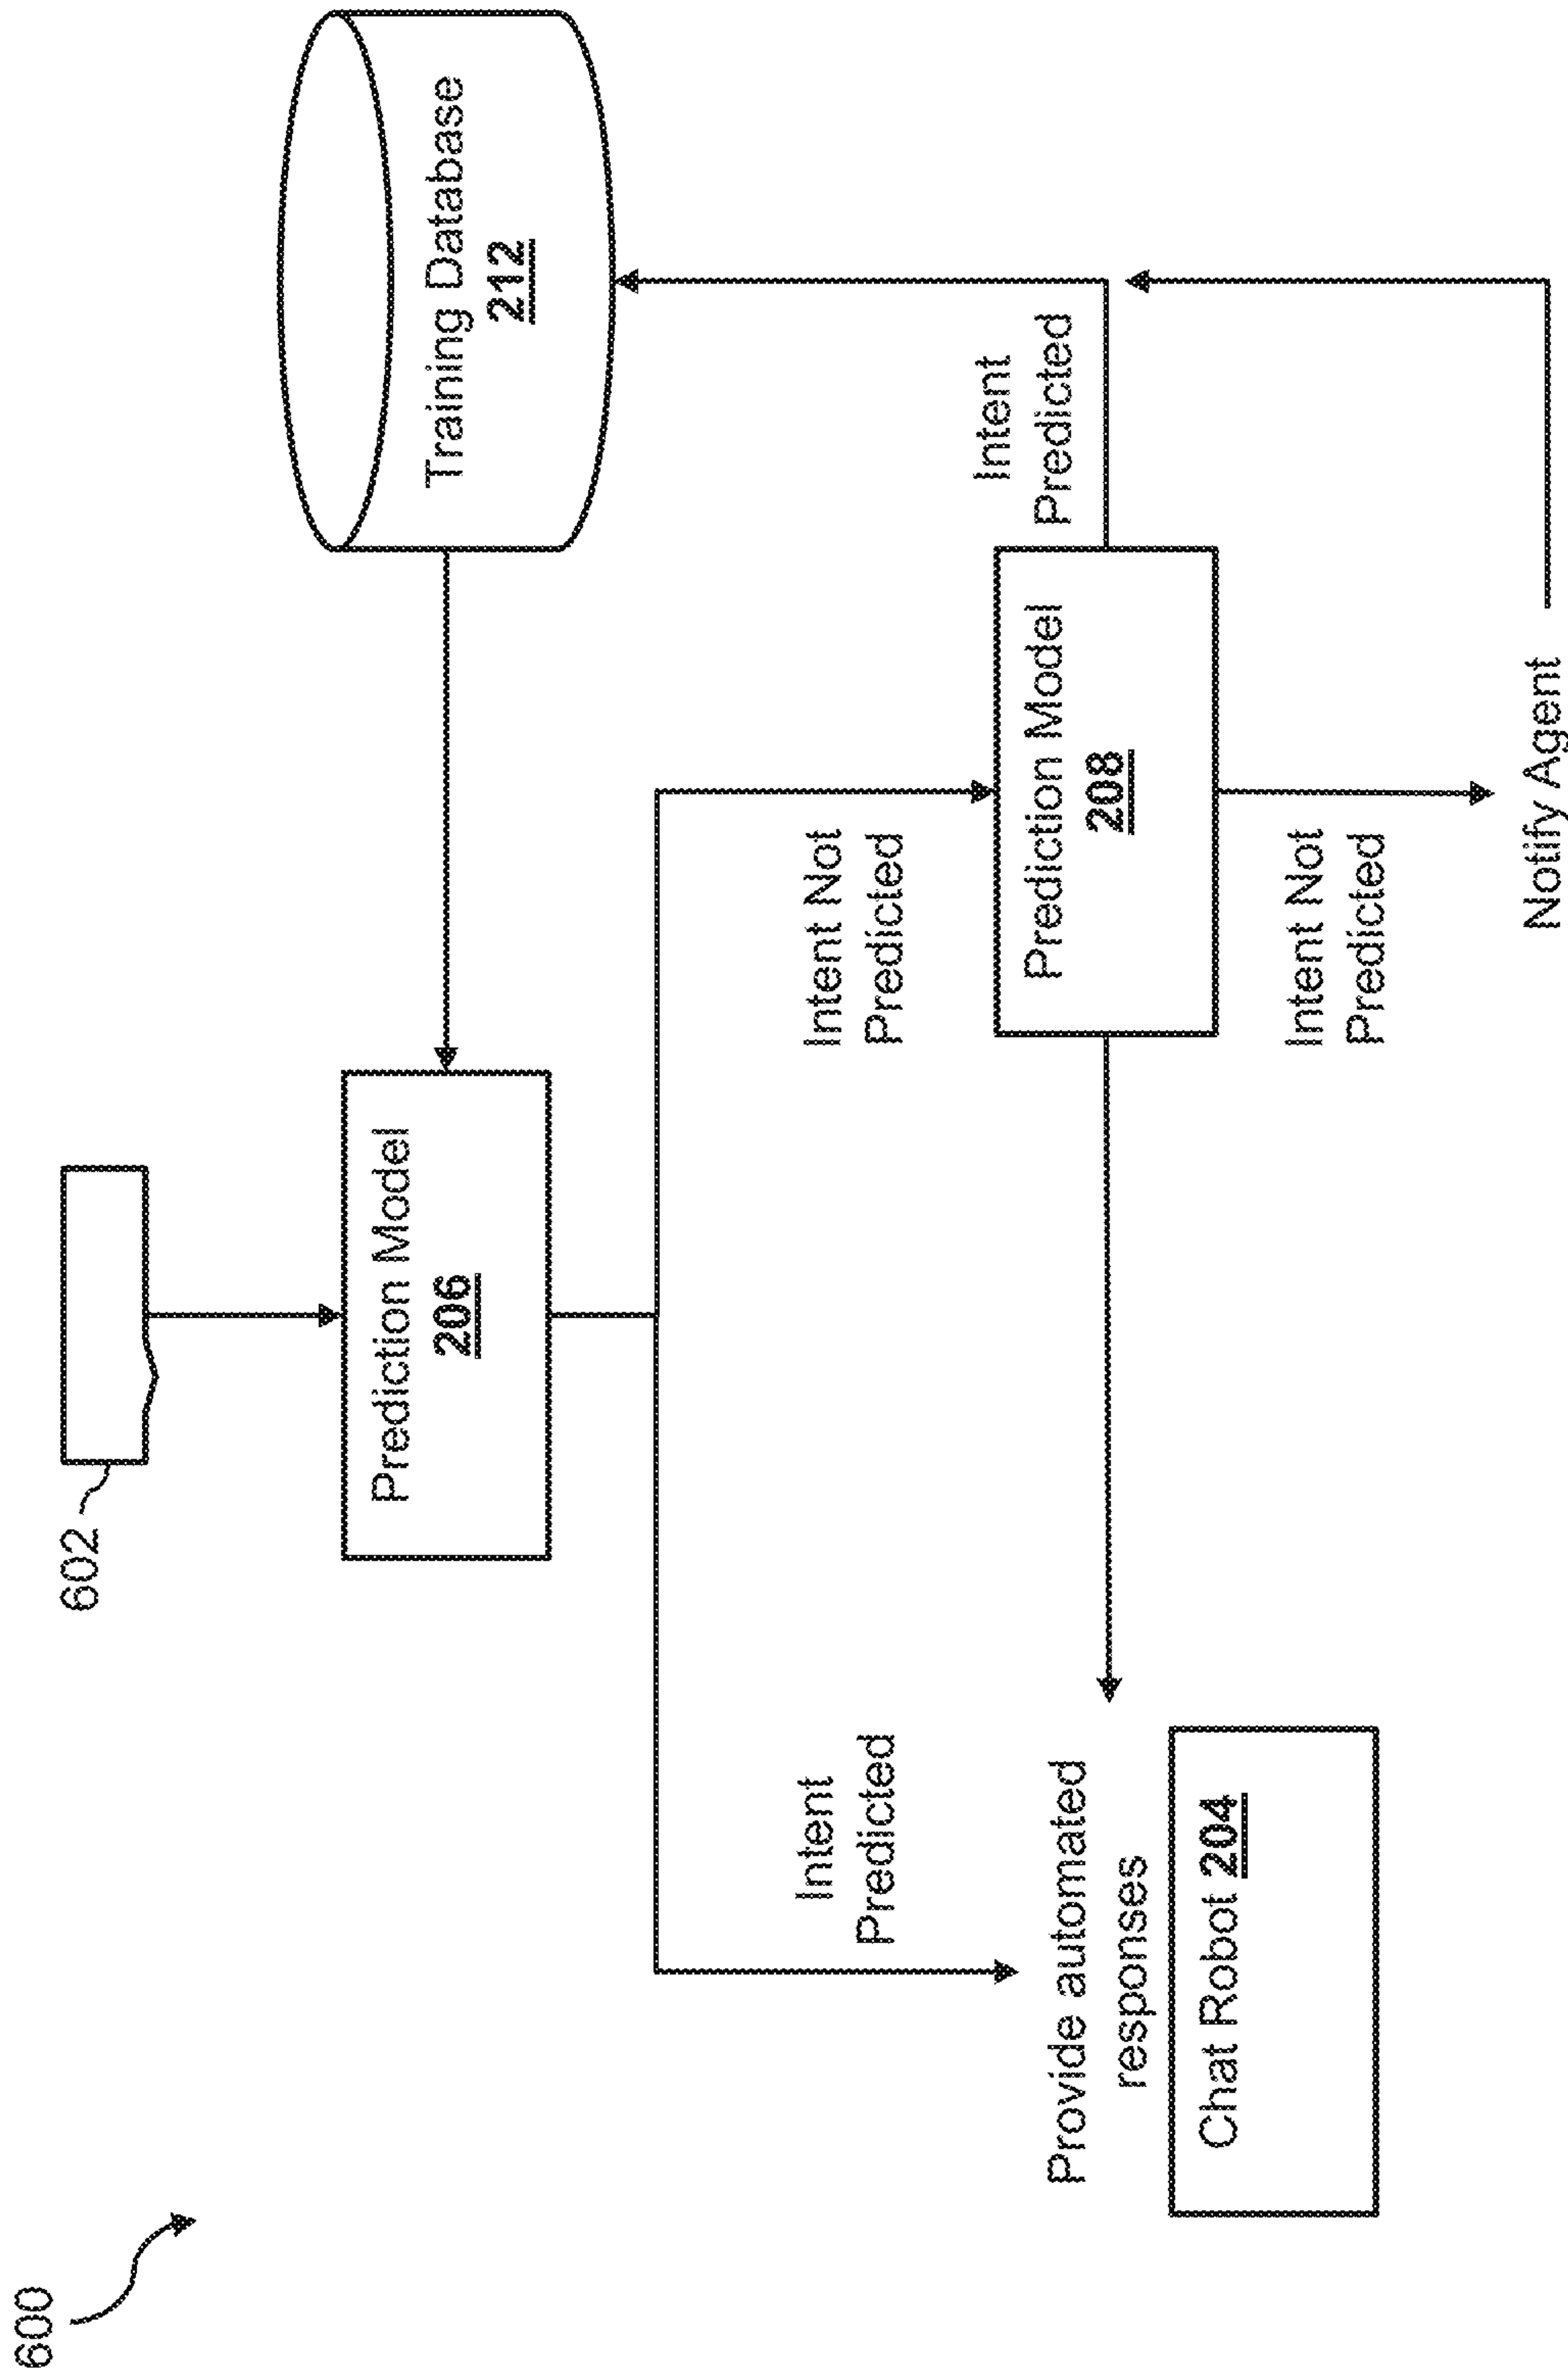 600
602
Prediction Model
206
Training Database
212
Intent
Predicted
Intent Not
Predicted
Prediction Model
208
Intent
Predicted
Provide automated
responses
Chat Robot 204
Intent Not
Predicted
Notify Agent